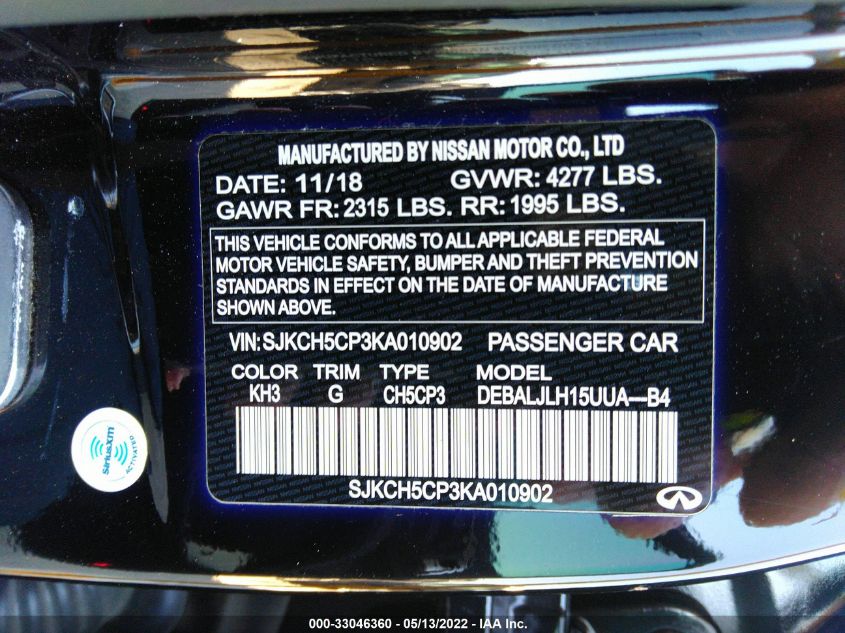 MANUFACTURED BY NISSAN MOTOR CO., LTD
DATE: 11/18 GVWR: 4277 LBS.
GAWR FR: 2315 LBS. RR: 1995 LBS.
THIS VEHICLE CONFORMS TO ALL APPLICABLE FEDERAL
MOTOR VEHICLE SAFETY, BUMPER AND THEFT PREVENTION
STANDARDS IN EFFECT ON THE DATE OF MANUFACTURE
SHOWN ABOVE.
VIN: SJKCH5CP3KA010902 PASSENGER CAR
COLOR TRIM TYPE MODEL
KH3 G CH5CP3 DEBALJLH15UUA---B4
SJKCH5CP3KA010902
siriusxm
ACTIVATED
000-33046360 - 05/13/2022 - IAA Inc.